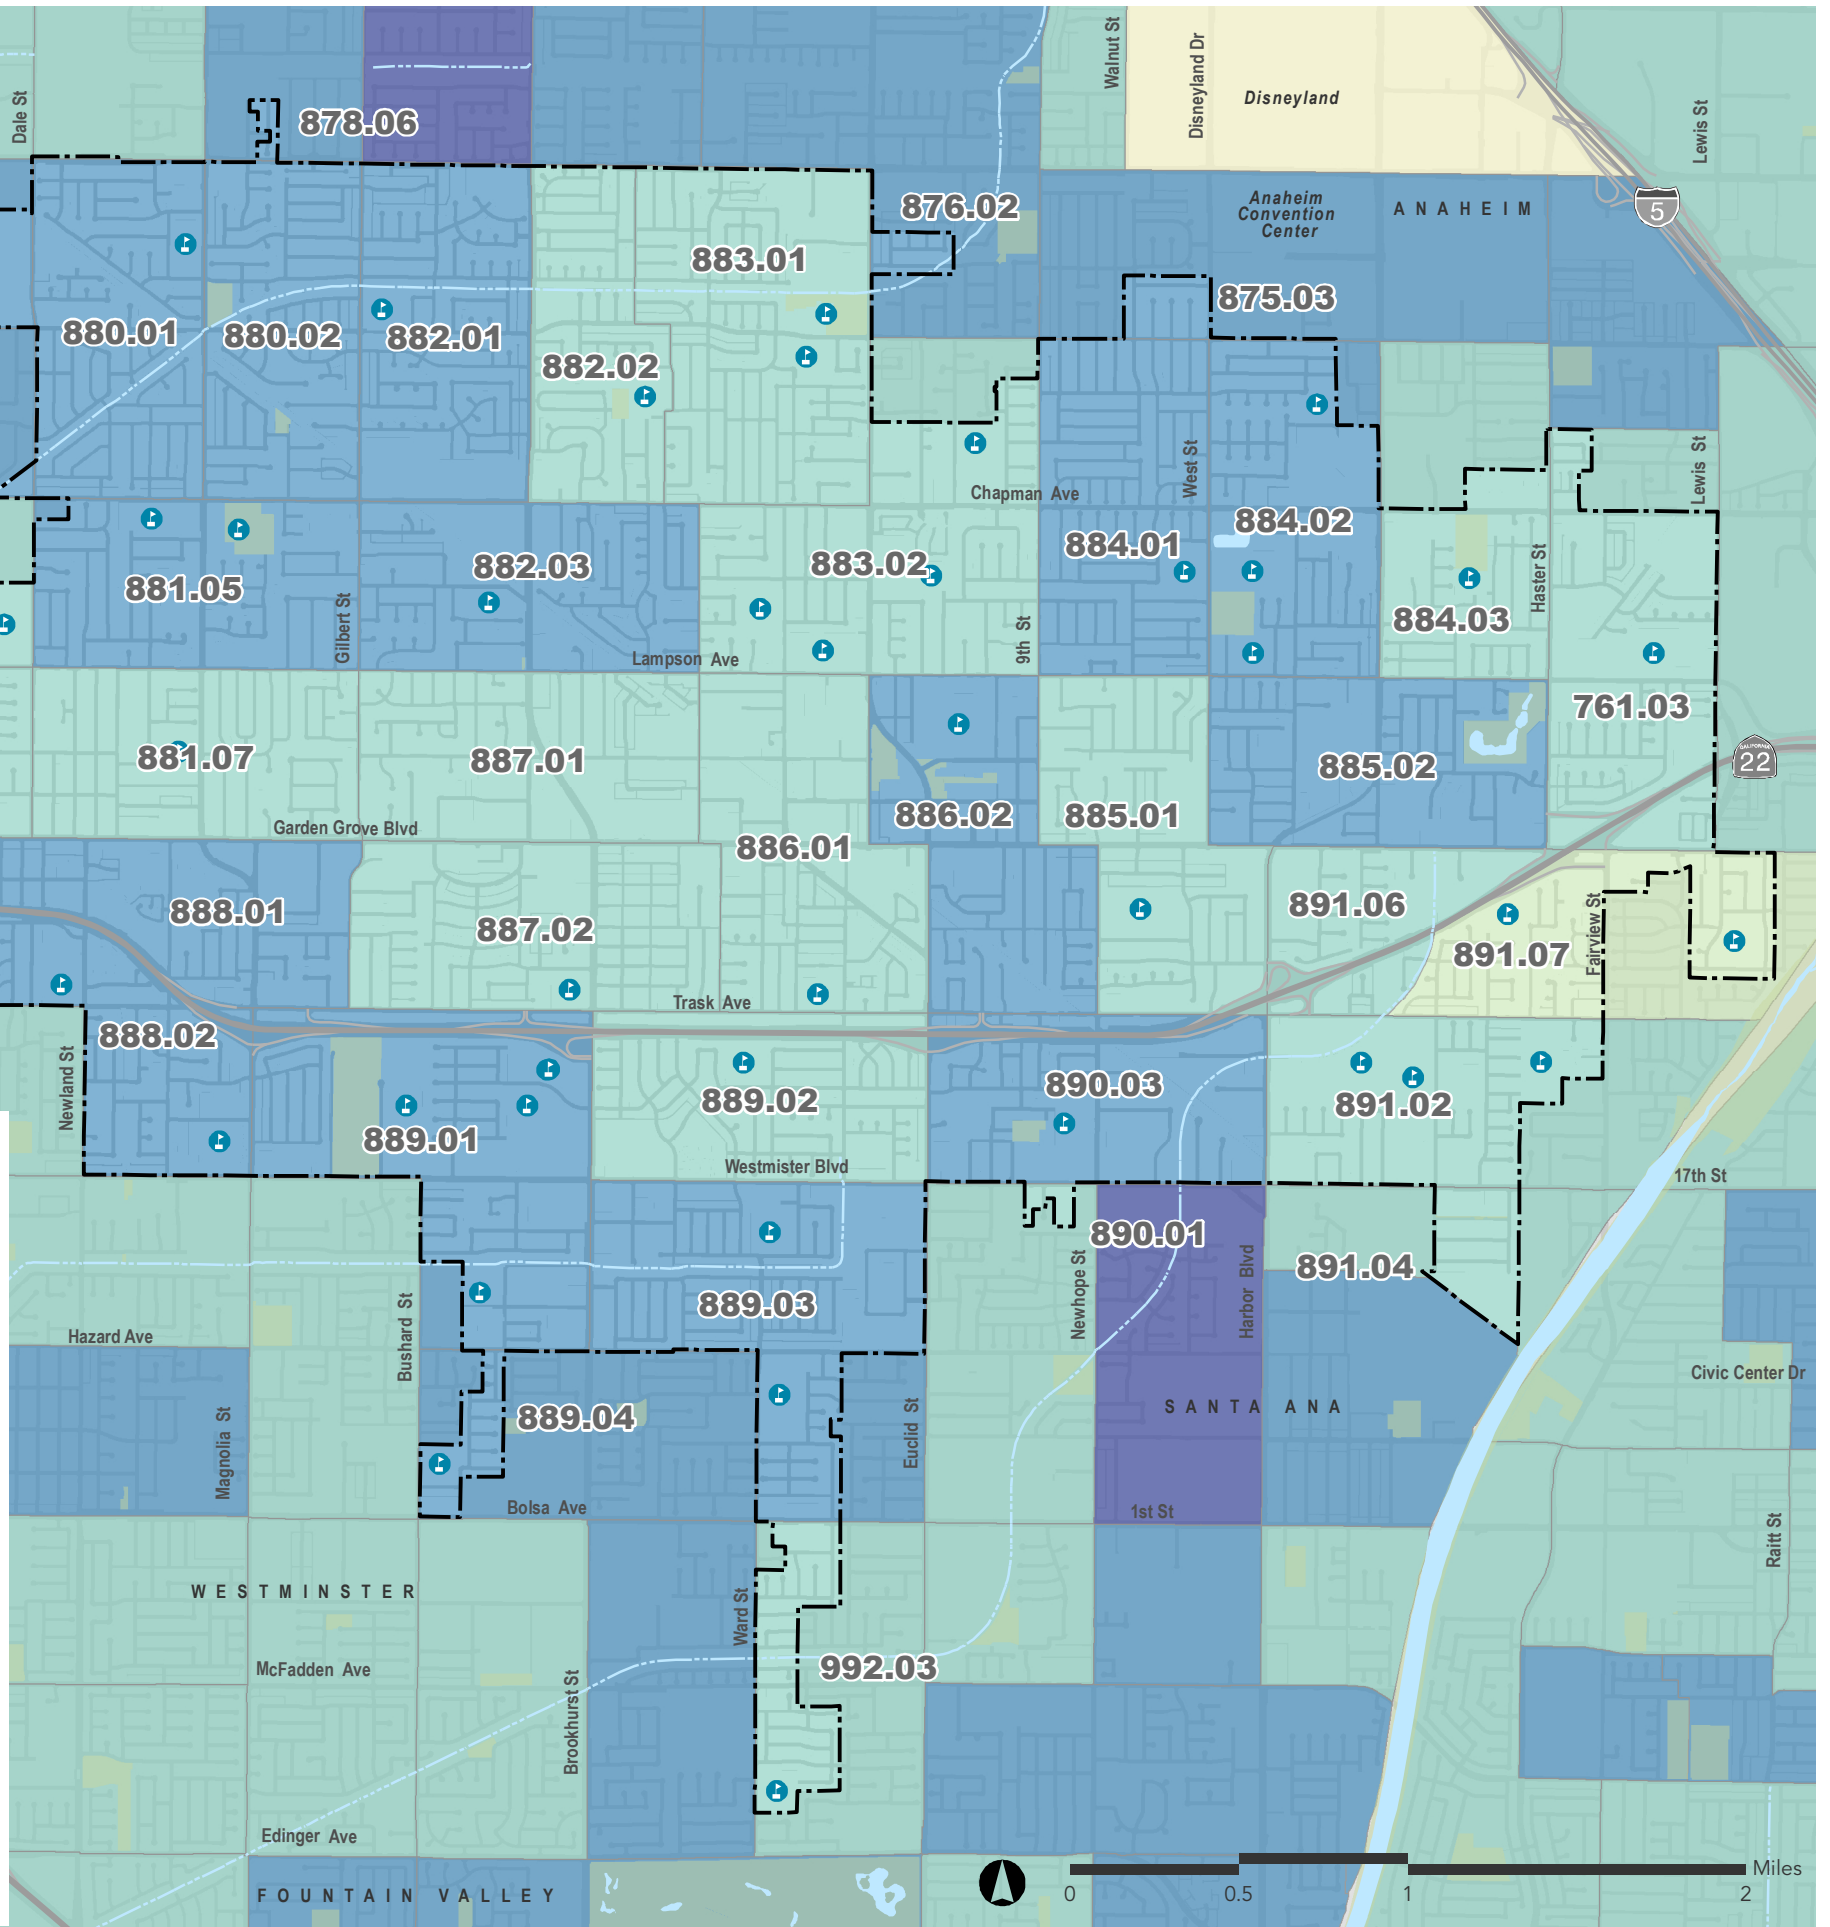 Dale St
Walnut St
Disneyland Dr
Disneyland
Lewis St
878.06
876.02
Anaheim
Convention
Center
ANAHEIM
5
883.01
875.03
880.01
880.02
882.01
882.02
West St
Lewis St
Chapman Ave
884.02
884.01
883.02
882.03
881.05
Gilbert St
Haster St
884.03
9th St
Lampson Ave
761.03
881.07
887.01
885.02
CALIFORNIA
22
886.02
885.01
Garden Grove Blvd
886.01
888.01
887.02
891.06
891.07
Fairview St
Trask Ave
888.02
Newland St
889.02
890.03
891.02
889.01
Westmister Blvd
17th St
890.01
891.04
Newhope St
Harbor Blvd
889.03
Hazard Ave
Bushard St
Civic Center Dr
889.04
SANTA ANA
Magnolia St
Euclid St
Bolsa Ave
1st St
Raitt St
WESTMINSTER
Ward St
McFadden Ave
992.03
Brookhurst St
Edinger Ave
FOUNTAIN VALLEY
Miles
0 0.5 1 2